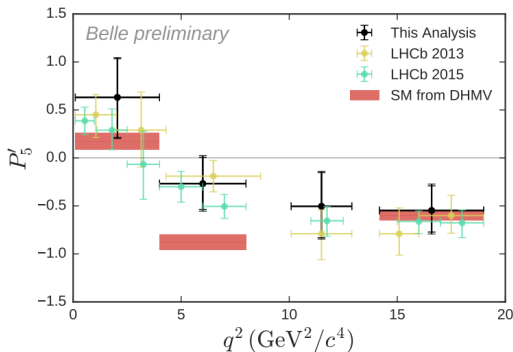 1.5
1.0
0.5
0.0
−0.5
−1.0
−1.5
P′5
Belle preliminary
This Analysis
LHCb 2013
LHCb 2015
SM from DHMV
0 5 10 15 20
q² (GeV²/c⁴)